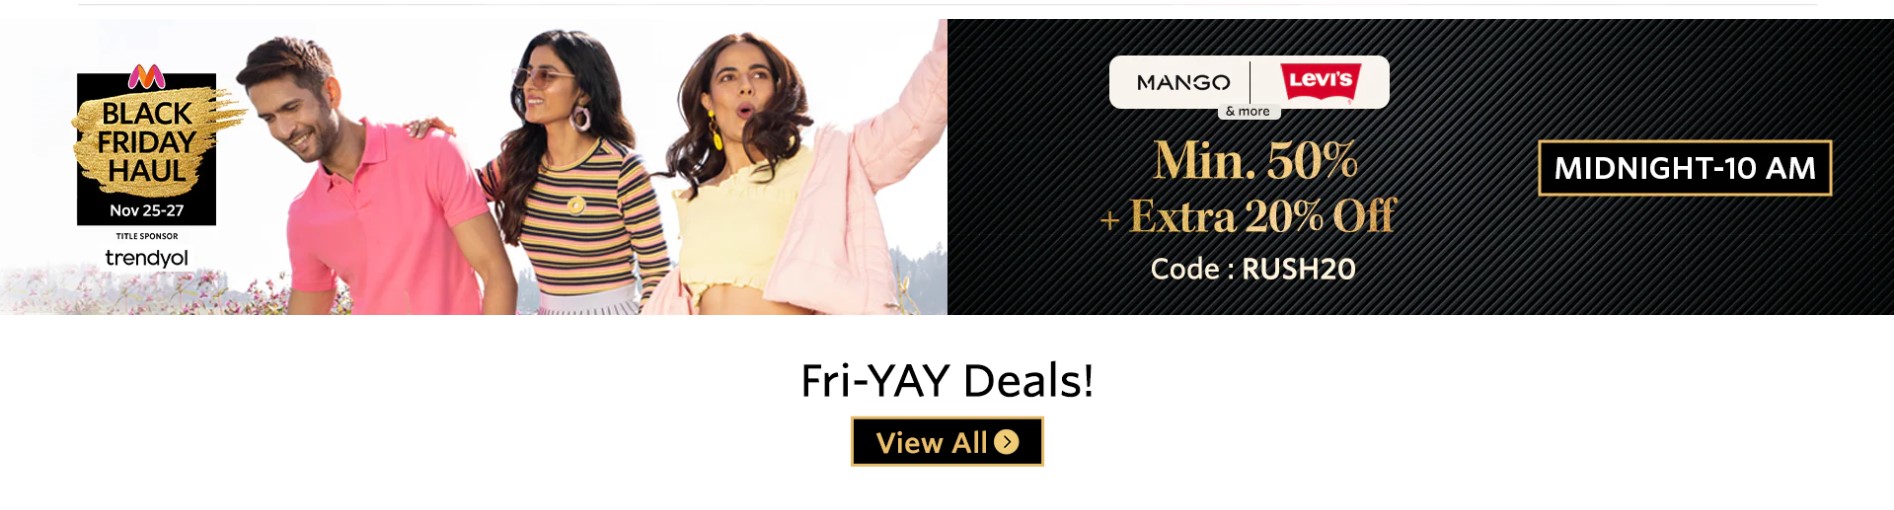 BLACK
FRIDAY
HAUL
Nov 25-27
TITLE SPONSOR
trendyol
MANGO
LEVI'S
& more
Min. 50%
+ Extra 20% Off
Code : RUSH20
MIDNIGHT-10 AM
Fri-YAY Deals!
View All